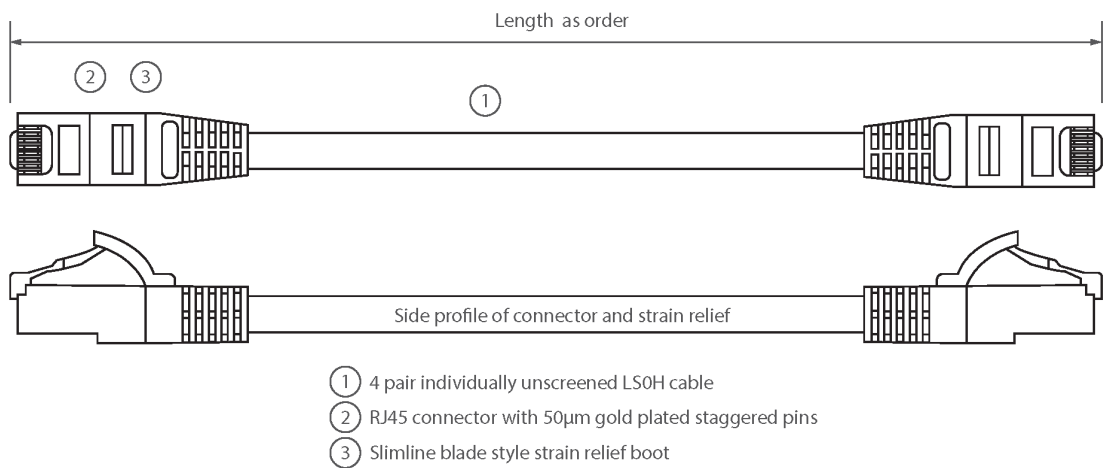 Length as order
2 3
1
Side profile of connector and strain relief
1 4 pair individually unscreened LS0H cable
2 RJ45 connector with 50µm gold plated staggered pins
3 Slimline blade style strain relief boot